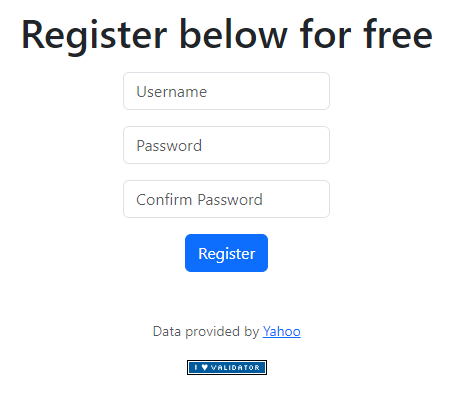 Register below for free
Username
Password
Confirm Password
Register
Data provided by Yahoo
I ♥ VALIDATOR